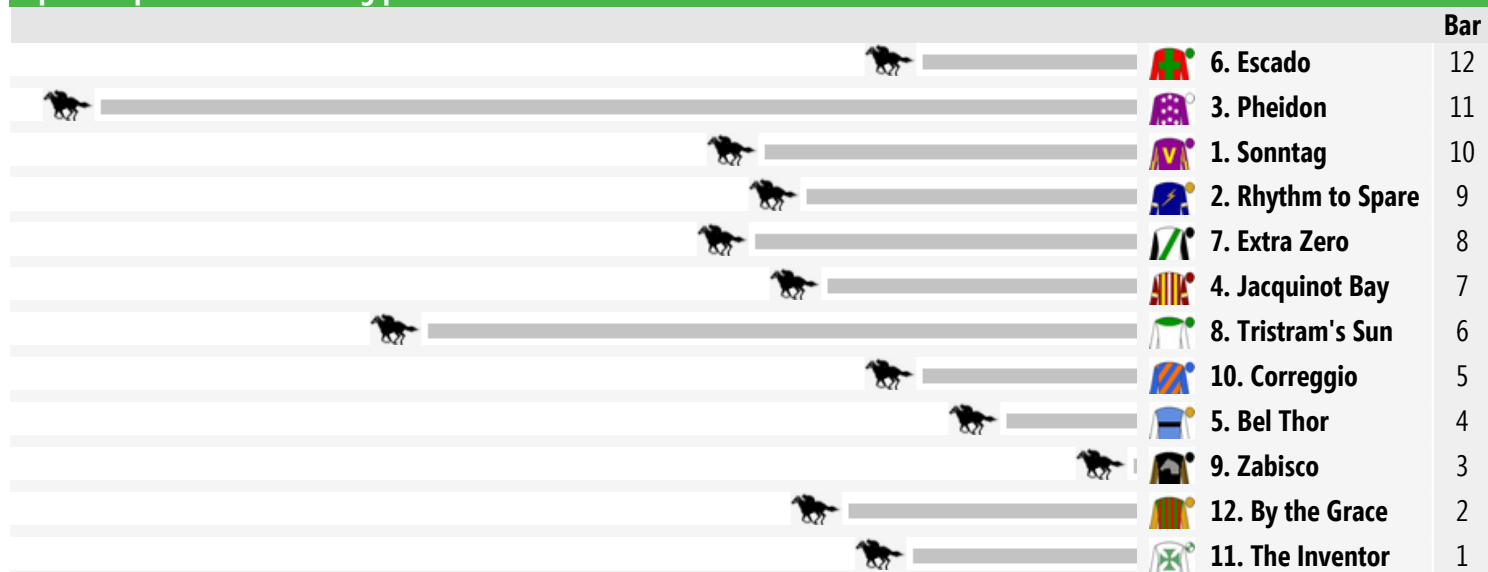 Bar
6. Escado 12
3. Pheidon 11
1. Sonntag 10
V
2. Rhythm to Spare 9
7. Extra Zero 8
4. Jacquinot Bay 7
8. Tristram's Sun 6
10. Correggio 5
5. Bel Thor 4
9. Zabisco 3
12. By the Grace 2
11. The Inventor 1